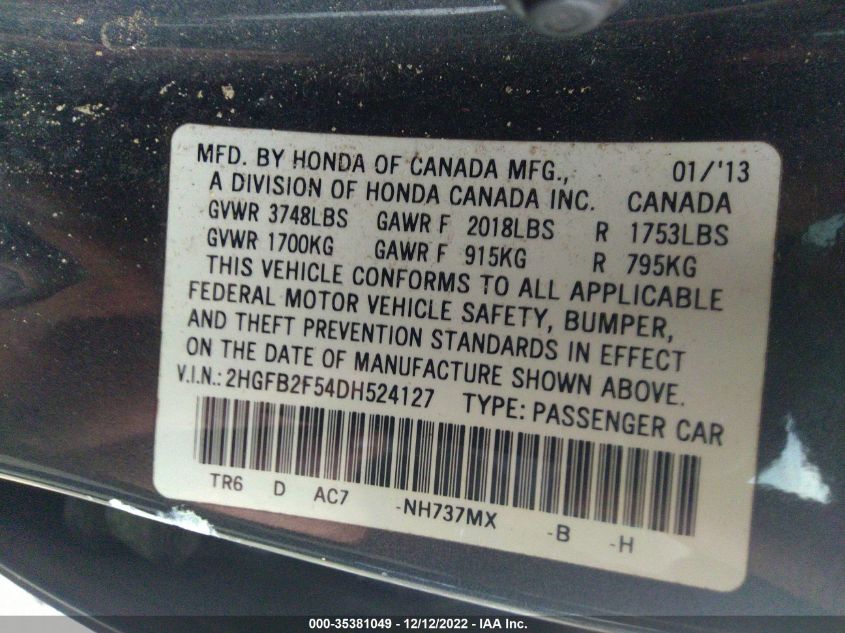 MFD. BY HONDA OF CANADA MFG., 01/'13
A DIVISION OF HONDA CANADA INC. CANADA
GVWR 3748LBS GAWR F 2018LBS R 1753LBS
GVWR 1700KG GAWR F 915KG R 795KG
THIS VEHICLE CONFORMS TO ALL APPLICABLE
FEDERAL MOTOR VEHICLE SAFETY, BUMPER,
AND THEFT PREVENTION STANDARDS IN EFFECT
ON THE DATE OF MANUFACTURE SHOWN ABOVE.
V.I.N.: 2HGFB2F54DH524127 TYPE: PASSENGER CAR
TR6 D AC7 -NH737MX -B -H
000-35381049 - 12/12/2022 - IAA Inc.